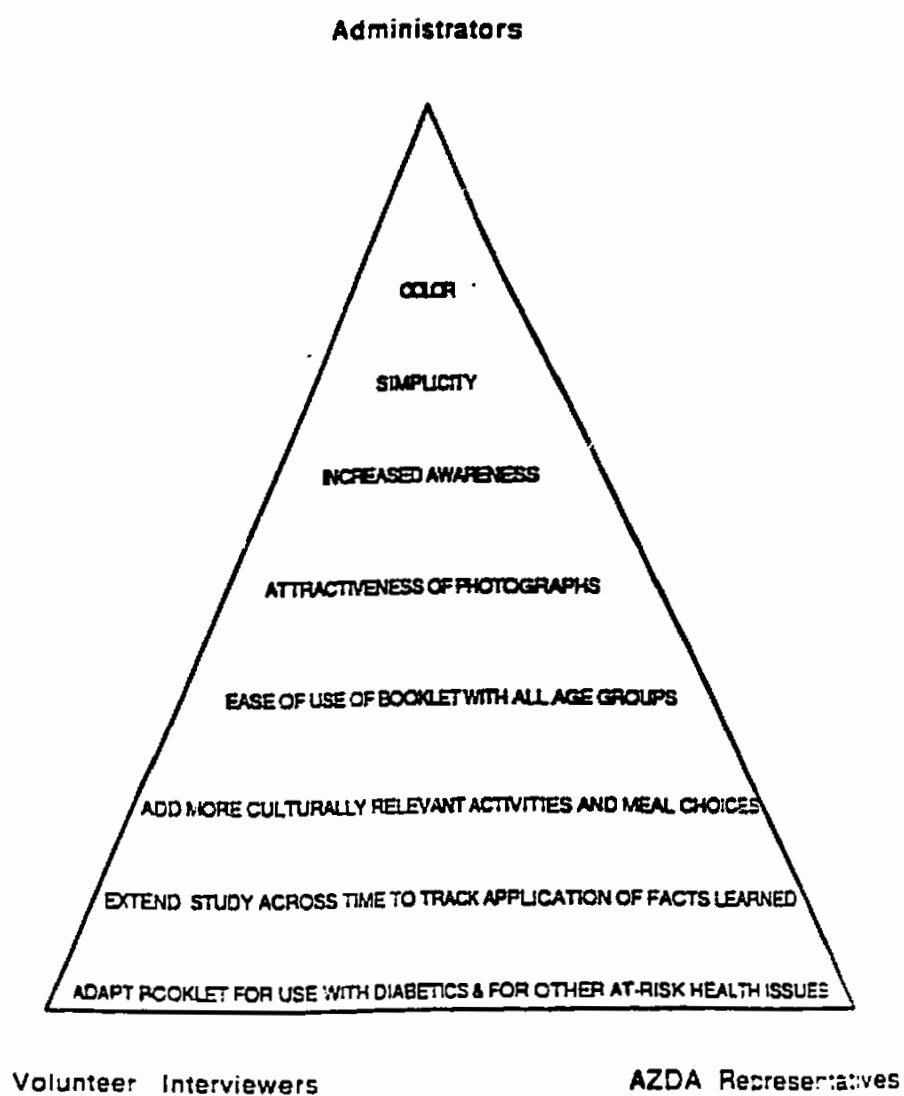 Administrators
COLOR
SIMPLICITY
INCREASED AWARENESS
ATTRACTIVENESS OF PHOTOGRAPHS
EASE OF USE OF BOOKLET WITH ALL AGE GROUPS
ADD MORE CULTURALLY RELEVANT ACTIVITIES AND MEAL CHOICES
EXTEND STUDY ACROSS TIME TO TRACK APPLICATION OF FACTS LEARNED
ADAPT BOOKLET FOR USE WITH DIABETICS & FOR OTHER AT-RISK HEALTH ISSUES
Volunteer Interviewers AZDA Representatives